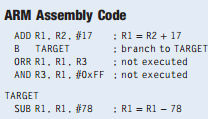 ARM Assembly Code
ADD R1, R2, #17 ; R1 = R2 + 17
B TARGET ; branch to TARGET
ORR R1, R1, R3 ; not executed
AND R3, R1, #0xFF ; not executed
TARGET
SUB R1, R1, #78 ; R1 = R1 − 78